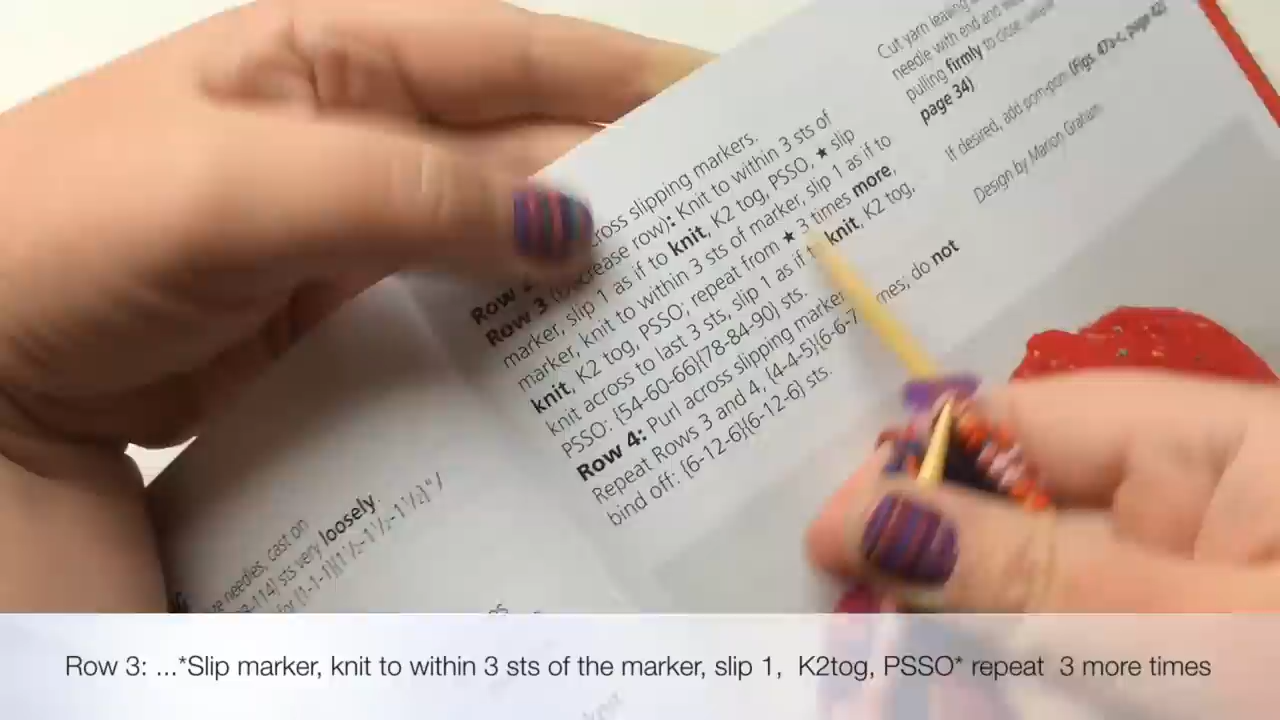 Cut yarn leaving
needle with end and
pulling firmly to close,
page 34)
If desired, add pom-pom (Figs. 47a-c, page 42)
Design by Marion Graham
Row 2 cross slipping markers.
Row 3 (Decrease row): Knit to within 3 sts of
marker, slip 1 as if to knit, K2 tog, PSSO, ★ slip
marker, knit to within 3 sts of marker, slip 1 as if to
knit, K2 tog, PSSO; repeat from ★ 3 times more,
knit across to last 3 sts, slip 1 as if knit, K2 tog,
PSSO: {54-60-66}{78-84-90} sts.
Row 4: Purl across slipping marker
Repeat Rows 3 and 4, {4-4-5}{6-6-7 mes; do not
bind off: {6-12-6}{6-12-6} sts.
needles, cast on
-114} sts very loosely.
Row 3: ...*Slip marker, knit to within 3 sts of the marker, slip 1, K2tog, PSSO* repeat 3 more times